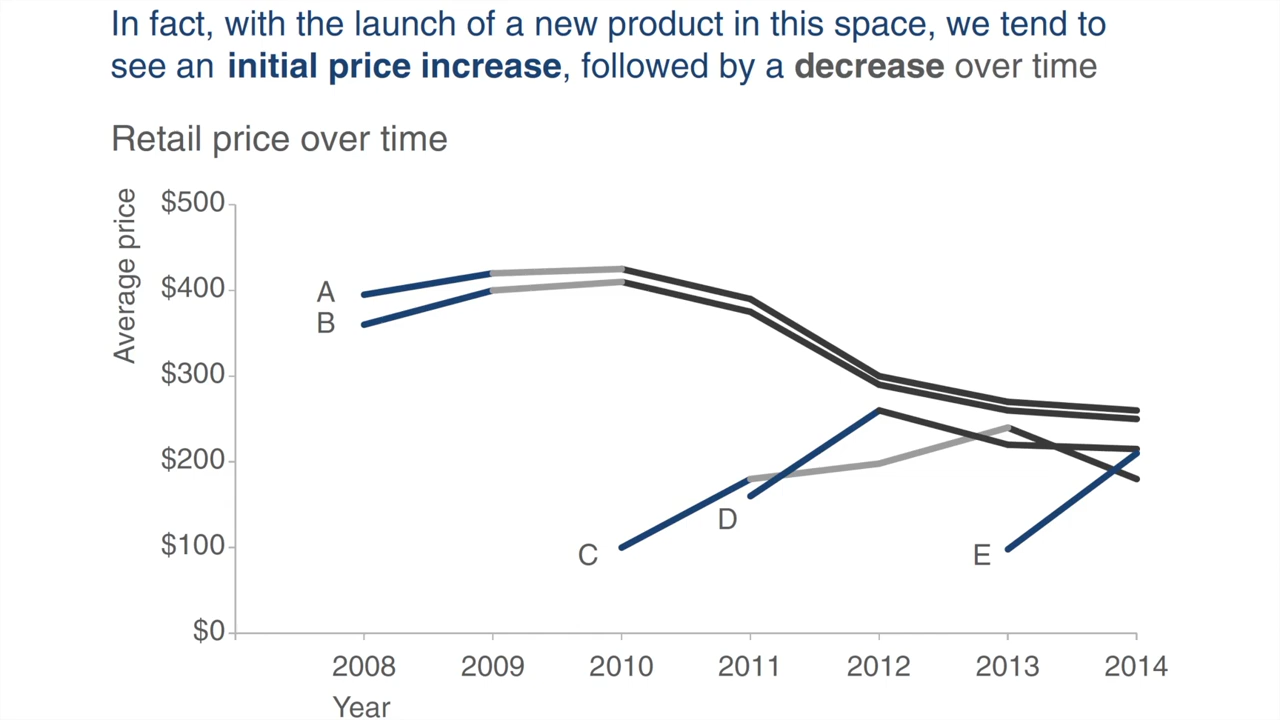 In fact, with the launch of a new product in this space, we tend to
see an initial price increase, followed by a decrease over time
Retail price over time
Average price
$500
$400
$300
$200
$100
$0
A
B
C
D
E
2008 2009 2010 2011 2012 2013 2014
Year